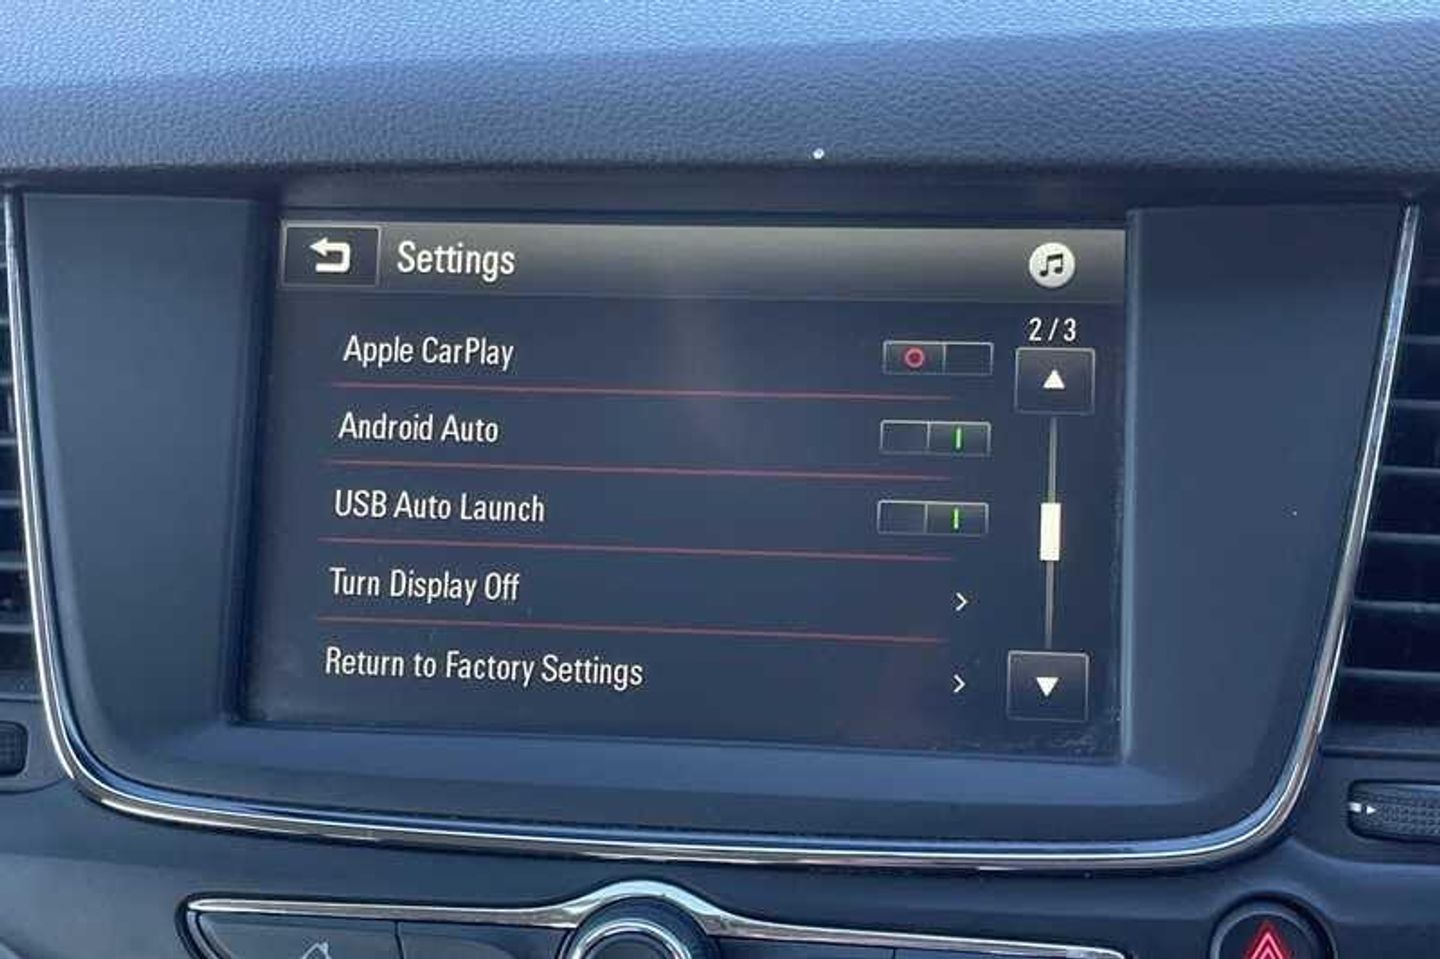 Settings
2/3
Apple CarPlay
Android Auto
USB Auto Launch
Turn Display Off
Return to Factory Settings